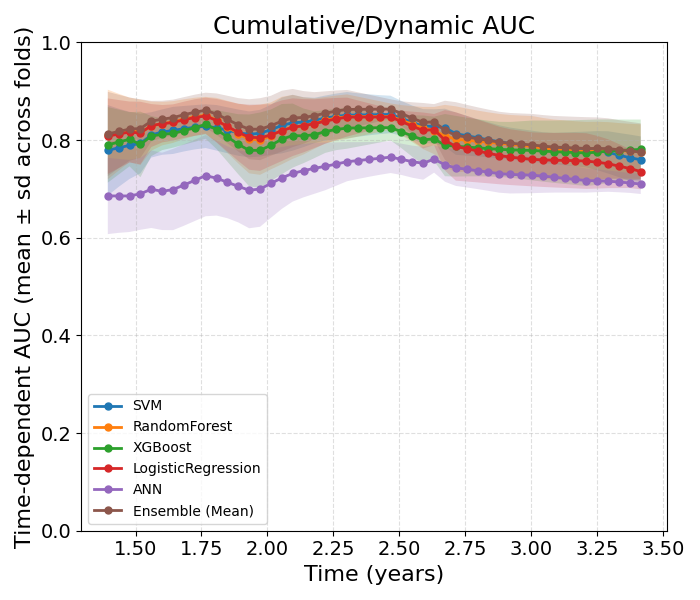 Cumulative/Dynamic AUC
Time-dependent AUC (mean ± sd across folds)
1.0
0.8
0.6
0.4
0.2
0.0
SVM
RandomForest
XGBoost
LogisticRegression
ANN
Ensemble (Mean)
1.50 1.75 2.00 2.25 2.50 2.75 3.00 3.25 3.50
Time (years)